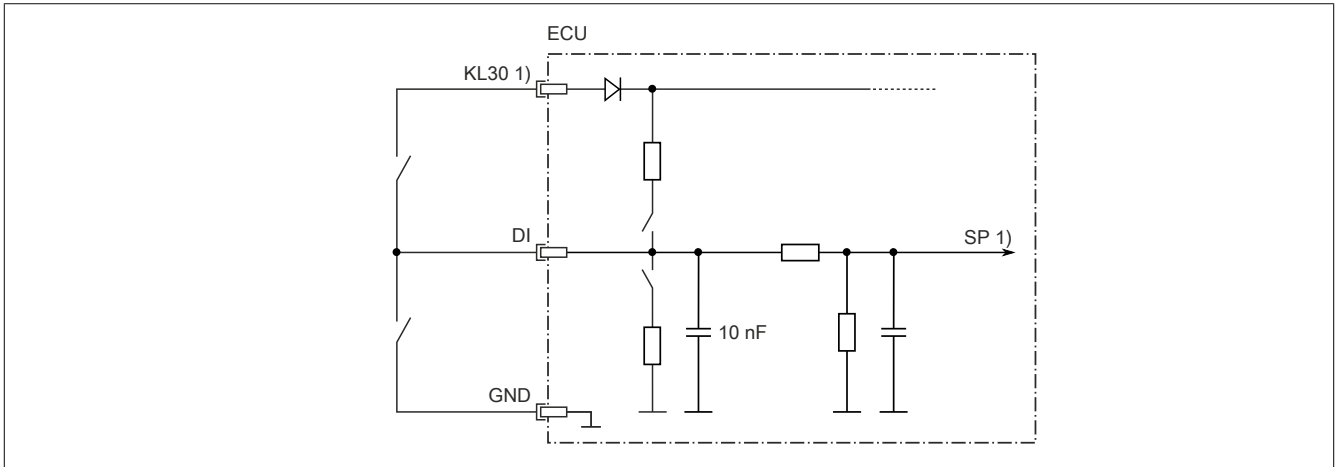 ECU
KL30 1)
DI
SP 1)
10 nF
GND